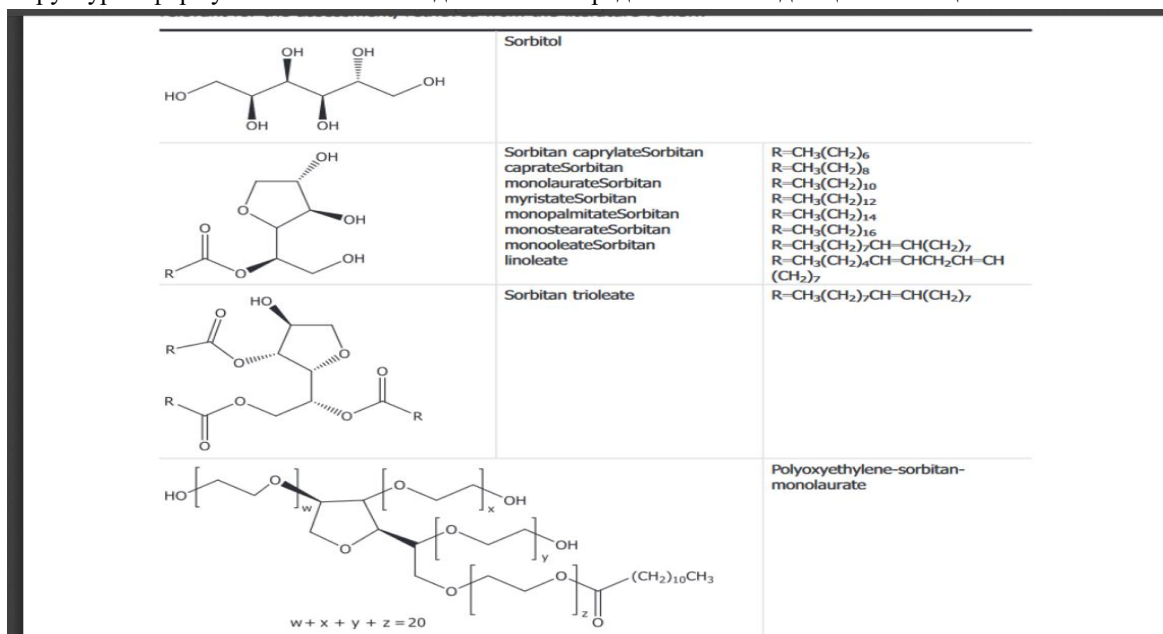 Sorbitol
OH
OH
OH
HO
OH
OH
Sorbitan caprylateSorbitan
caprateSorbitan
monolaurateSorbitan
myristateSorbitan
monopalmitateSorbitan
monostearateSorbitan
monooleateSorbitan
linoleate
R=CH₃(CH₂)₆
R=CH₃(CH₂)₈
R=CH₃(CH₂)₁₀
R=CH₃(CH₂)₁₂
R=CH₃(CH₂)₁₄
R=CH₃(CH₂)₁₆
R=CH₃(CH₂)₇CH=CH(CH₂)₇
R=CH₃(CH₂)₄CH=CHCH₂CH=CH
(CH₂)₇
OH
O
OH
O
OH
R
O
Sorbitan trioleate
R=CH₃(CH₂)₇CH=CH(CH₂)₇
HO
O
R
O
O
O
R
O
O
R
O
Polyoxyethylene-sorbitan-
monolaurate
HO
O
w
O
x
OH
O
O
y
OH
O
O
z
(CH₂)₁₀CH₃
O
w+ x + y + z =20